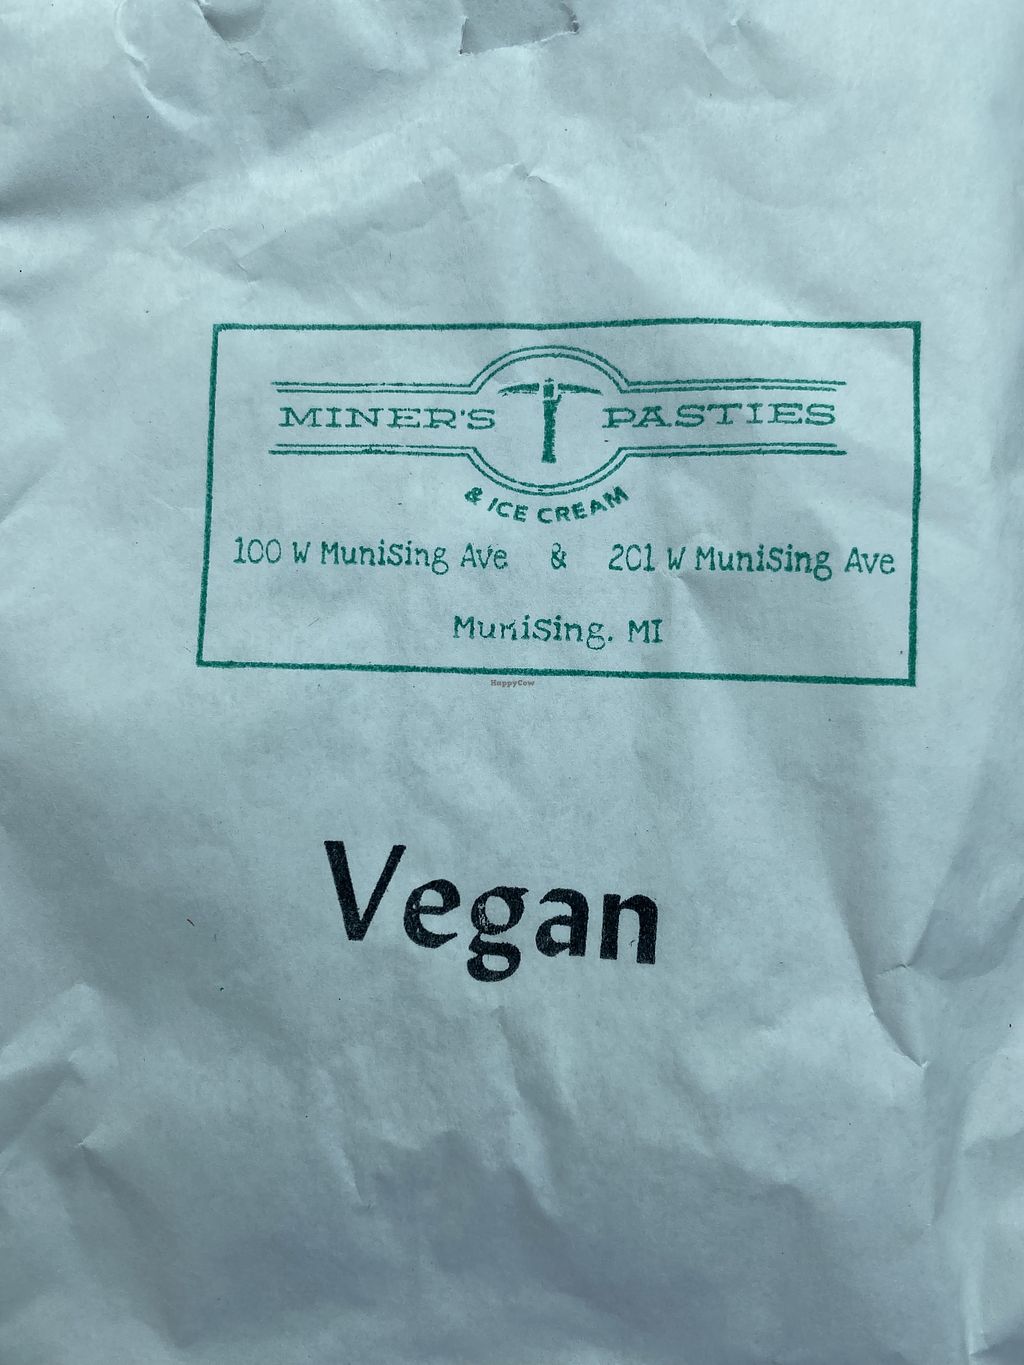 MINER'S PASTIES
& ICE CREAM
100 W Munising Ave & 201 W Munising Ave
Munising. MI
HappyCow
Vegan